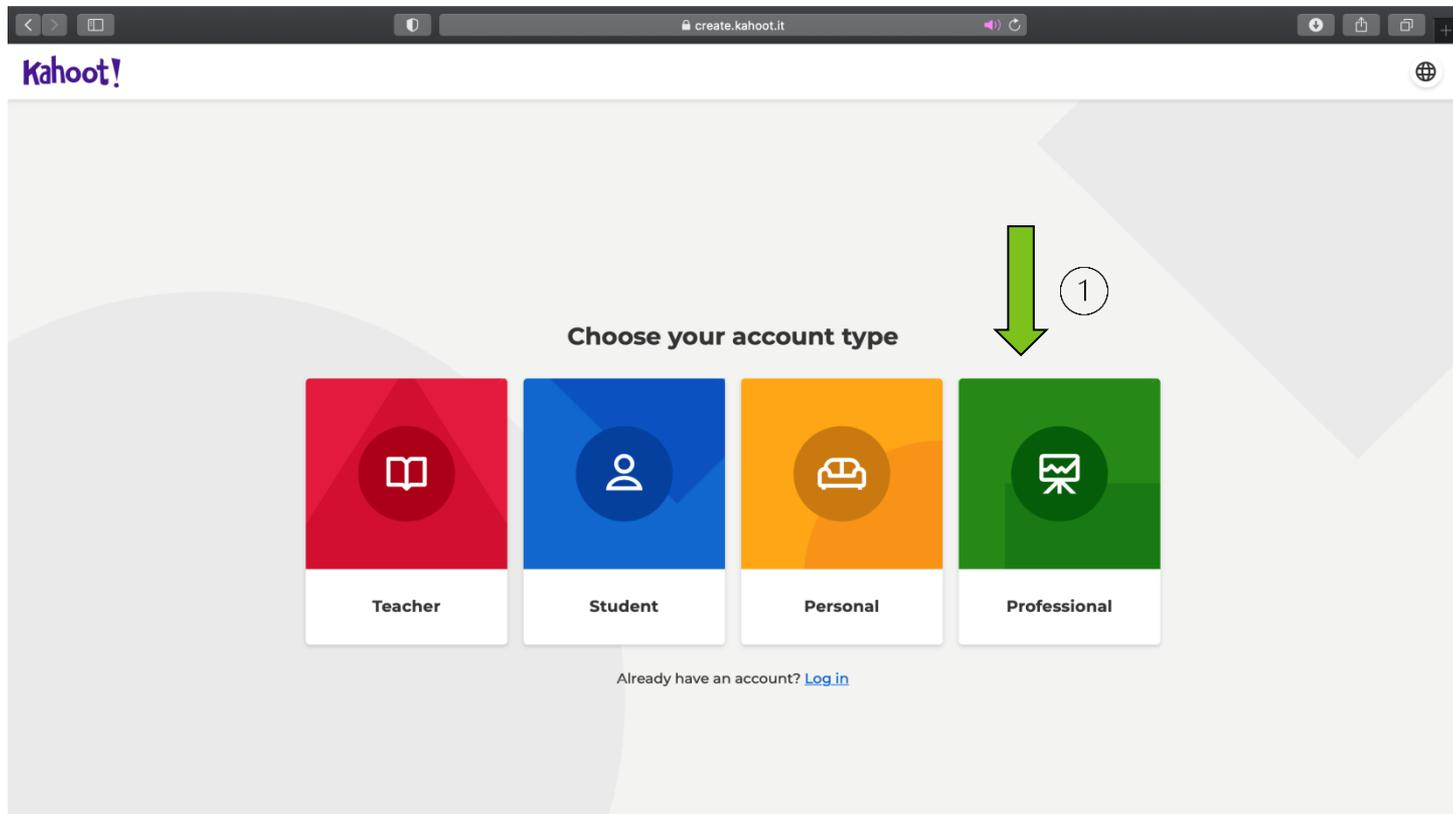 create.kahoot.it
Kahoot!
1
Choose your account type
Teacher
Student
Personal
Professional
Already have an account? Log in